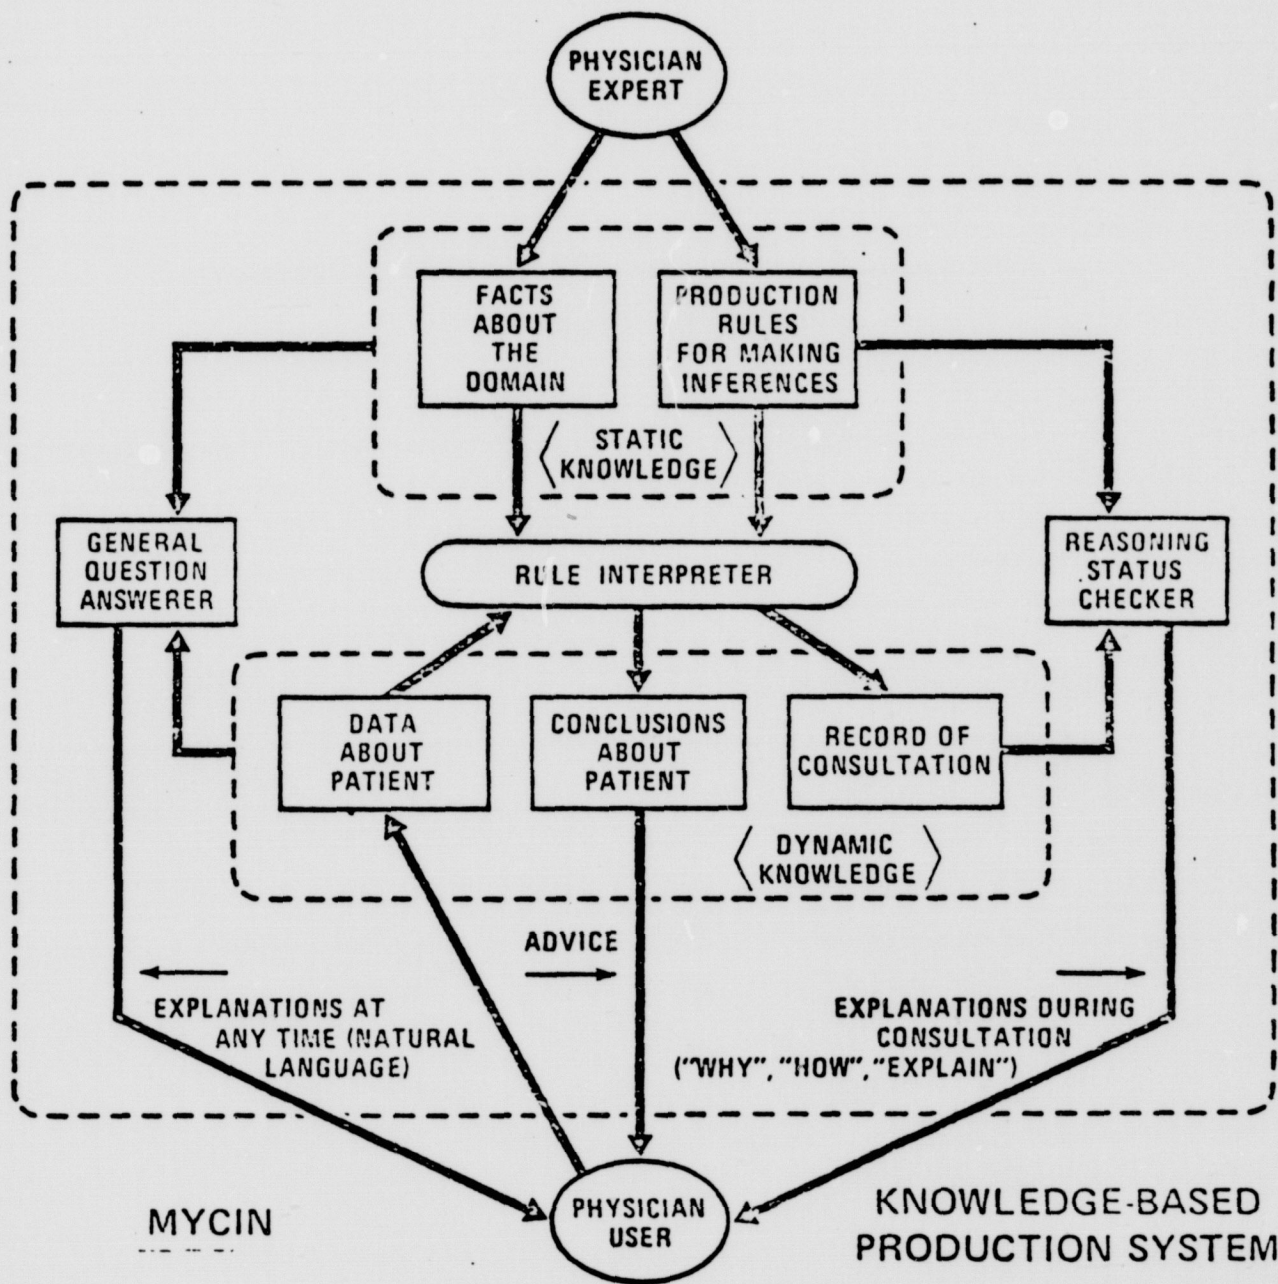 PHYSICIAN
EXPERT
FACTS
ABOUT
THE
DOMAIN
PRODUCTION
RULES
FOR MAKING
INFERENCES
STATIC
KNOWLEDGE
GENERAL
QUESTION
ANSWERER
RULE INTERPRETER
REASONING
STATUS
CHECKER
DATA
ABOUT
PATIENT
CONCLUSIONS
ABOUT
PATIENT
RECORD OF
CONSULTATION
DYNAMIC
KNOWLEDGE
ADVICE
EXPLANATIONS AT
ANY TIME (NATURAL
LANGUAGE)
EXPLANATIONS DURING
CONSULTATION
("WHY", "HOW", "EXPLAIN")
PHYSICIAN
USER
MYCIN
KNOWLEDGE-BASED
PRODUCTION SYSTEM